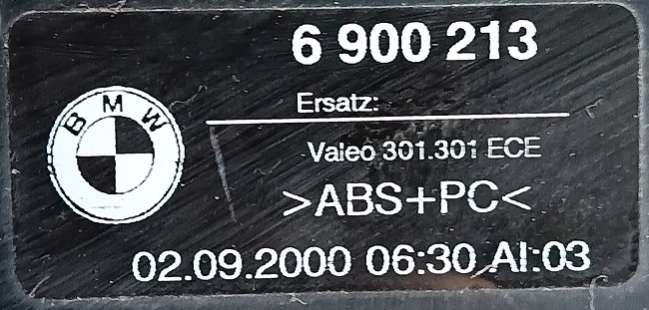 6 900 213
Ersatz:
BMW
Valeo 301.301 ECE
>ABS+PC<
02.09.2000 06:30 AI:03